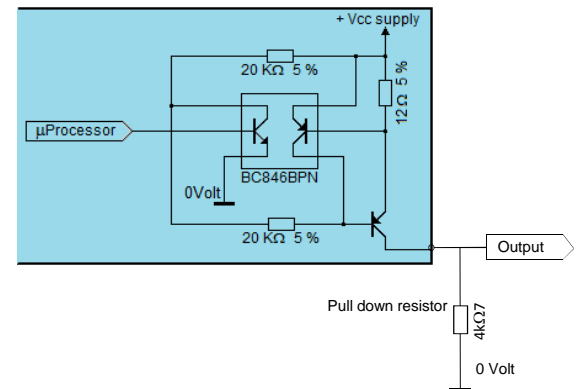 + Vcc supply
20 KΩ 5 %
12 Ω 5 %
µProcessor
BC846BPN
0Volt
20 KΩ 5 %
Output
Pull down resistor
4kΩ7
0 Volt